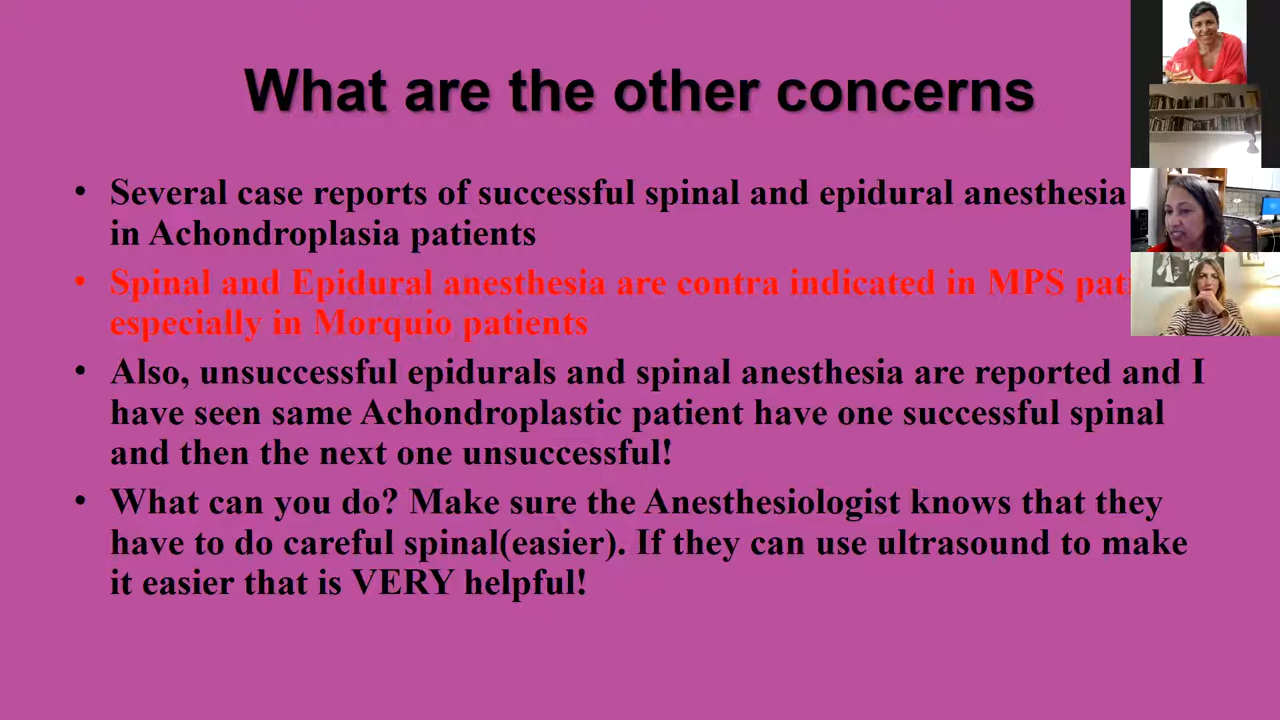 What are the other concerns
• Several case reports of successful spinal and epidural anesthesia
in Achondroplasia patients
• Spinal and Epidural anesthesia are contra indicated in MPS
especially in Morquio patients
• Also, unsuccessful epidurals and spinal anesthesia are reported and I
have seen same Achondroplastic patient have one successful spinal
and then the next one unsuccessful!
• What can you do? Make sure the Anesthesiologist knows that they
have to do careful spinal(easier). If they can use ultrasound to make
it easier that is VERY helpful!